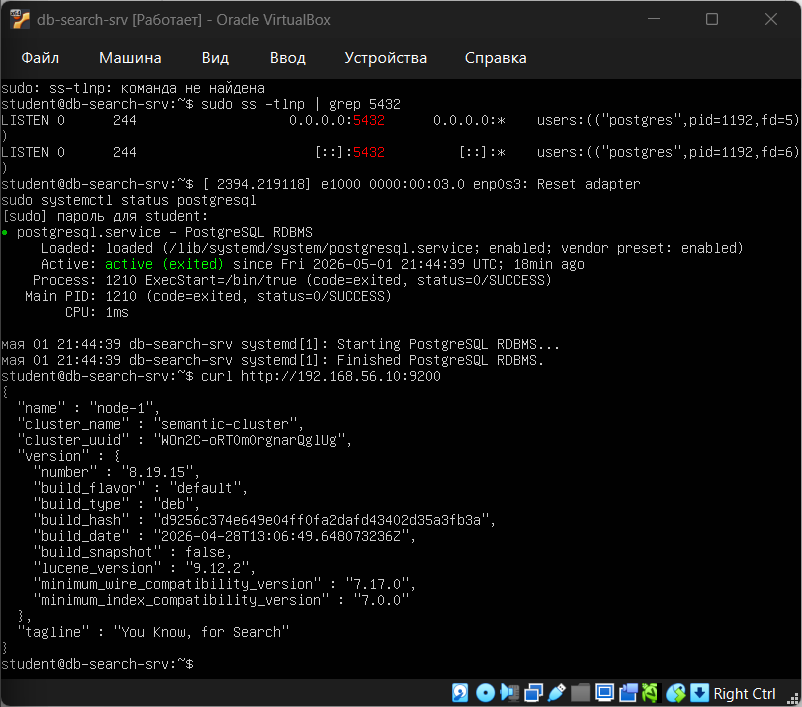 db-search-srv [Работает] - Oracle VirtualBox
Файл Машина Вид Ввод Устройства Справка
sudo: ss-tlnp: команда не найдена
student@db-search-srv:~$ sudo ss -tlnp | grep 5432
LISTEN 0 244 0.0.0.0:5432 0.0.0.0:* users:(("postgres",pid=1192,fd=5)
)
LISTEN 0 244 [::]:5432 [::]:* users:(("postgres",pid=1192,fd=6)
)
student@db-search-srv:~$ [ 2394.219118] e1000 0000:00:03.0 enp0s3: Reset adapter
sudo systemctl status postgresql
[sudo] пароль для student:
● postgresql.service - PostgreSQL RDBMS
Loaded: loaded (/lib/systemd/system/postgresql.service; enabled; vendor preset: enabled)
Active: active (exited) since Fri 2026-05-01 21:44:39 UTC; 18min ago
Process: 1210 ExecStart=/bin/true (code=exited, status=0/SUCCESS)
Main PID: 1210 (code=exited, status=0/SUCCESS)
CPU: 1ms
мая 01 21:44:39 db-search-srv systemd[1]: Starting PostgreSQL RDBMS...
мая 01 21:44:39 db-search-srv systemd[1]: Finished PostgreSQL RDBMS.
student@db-search-srv:~$ curl http://192.168.56.10:9200
{
"name" : "node-1",
"cluster_name" : "semantic-cluster",
"cluster_uuid" : "WOn2C-oRT0mOrgnarQglUg",
"version" : {
"number" : "8.19.15",
"build_flavor" : "default",
"build_type" : "deb",
"build_hash" : "d9256c374e649e04ff0fa2dafd43402d35a3fb3a",
"build_date" : "2026-04-28T13:06:49.648073236Z",
"build_snapshot" : false,
"lucene_version" : "9.12.2",
"minimum_wire_compatibility_version" : "7.17.0",
"minimum_index_compatibility_version" : "7.0.0"
},
"tagline" : "You Know, for Search"
}
student@db-search-srv:~$
Right Ctrl